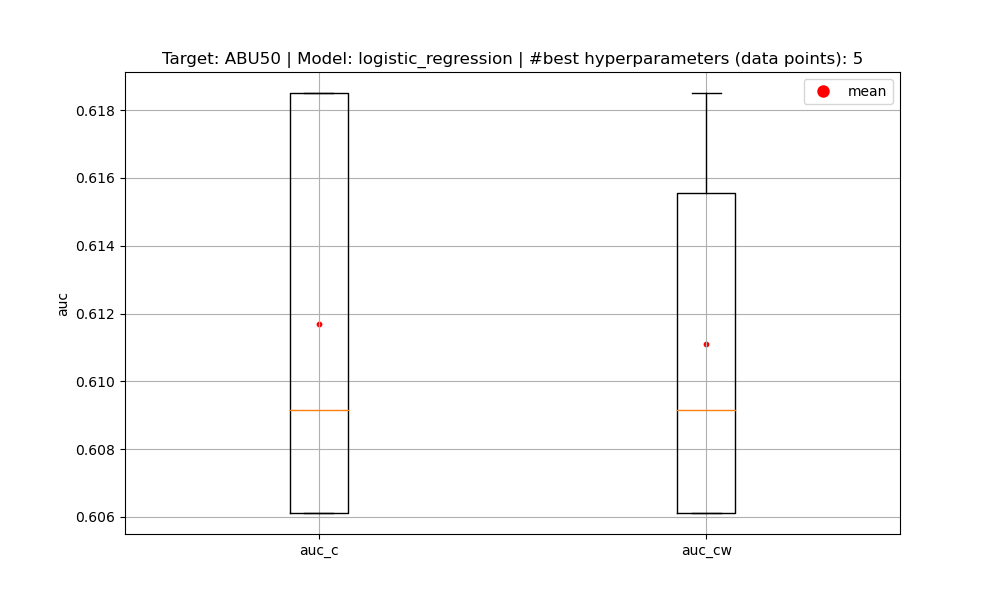 Target: ABU50 | Model: logistic_regression | #best hyperparameters (data points): 5
mean
0.618
0.616
0.614
0.612
0.610
0.608
0.606
auc
auc_c
auc_cw